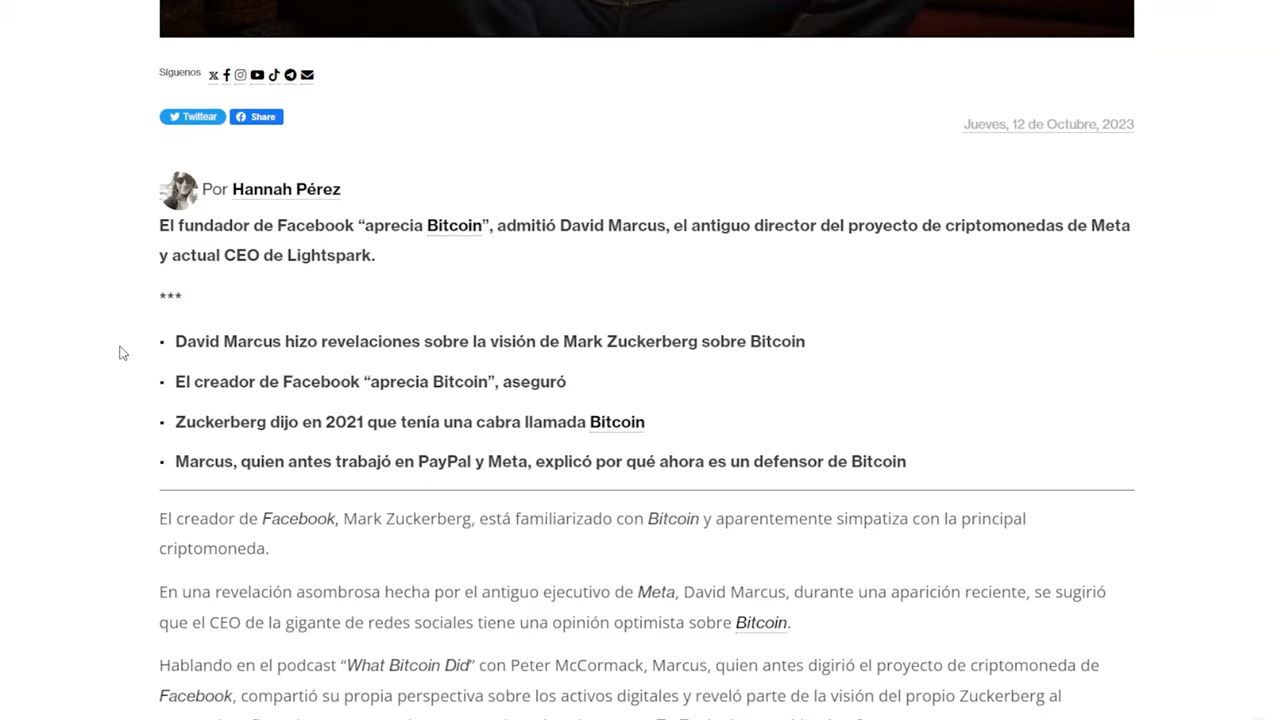 Síguenos
Twittear Share
Jueves, 12 de Octubre, 2023
Por Hannah Pérez
El fundador de Facebook “aprecia Bitcoin”, admitió David Marcus, el antiguo director del proyecto de criptomonedas de Meta
y actual CEO de Lightspark.
***
▪ David Marcus hizo revelaciones sobre la visión de Mark Zuckerberg sobre Bitcoin
▪ El creador de Facebook “aprecia Bitcoin”, aseguró
▪ Zuckerberg dijo en 2021 que tenía una cabra llamada Bitcoin
▪ Marcus, quien antes trabajó en PayPal y Meta, explicó por qué ahora es un defensor de Bitcoin
El creador de Facebook, Mark Zuckerberg, está familiarizado con Bitcoin y aparentemente simpatiza con la principal
criptomoneda.
En una revelación asombrosa hecha por el antiguo ejecutivo de Meta, David Marcus, durante una aparición reciente, se sugirió
que el CEO de la gigante de redes sociales tiene una opinión optimista sobre Bitcoin.
Hablando en el podcast “What Bitcoin Did” con Peter McCormack, Marcus, quien antes digirió el proyecto de criptomoneda de
Facebook, compartió su propia perspectiva sobre los activos digitales y reveló parte de la visión del propio Zuckerberg al